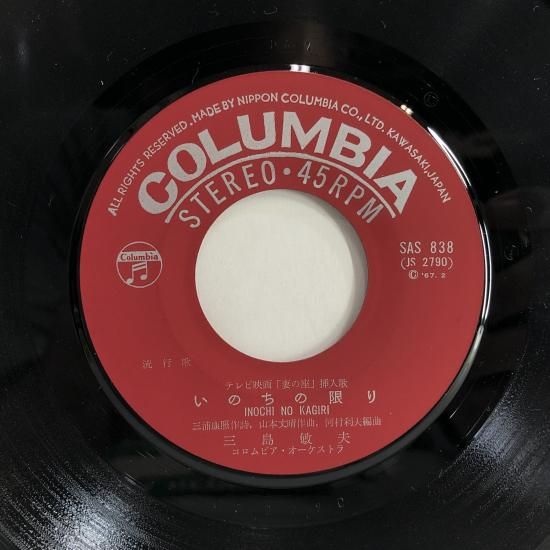 ALL RIGHTS RESERVED. MADE BY NIPPON COLUMBIA CO., LTD. KAWASAKI, JAPAN
COLUMBIA
STEREO・45RPM
Columbia
SAS 838
(JS 2790)
Ⓒ '67. 2
流行歌
テレビ映画「妻の座」挿入歌
いのちの限り
INOCHI NO KAGIRI
三浦康照作詩、山本丈晴作曲、河村利夫編曲
三島敏夫
コロムビア・オーケストラ